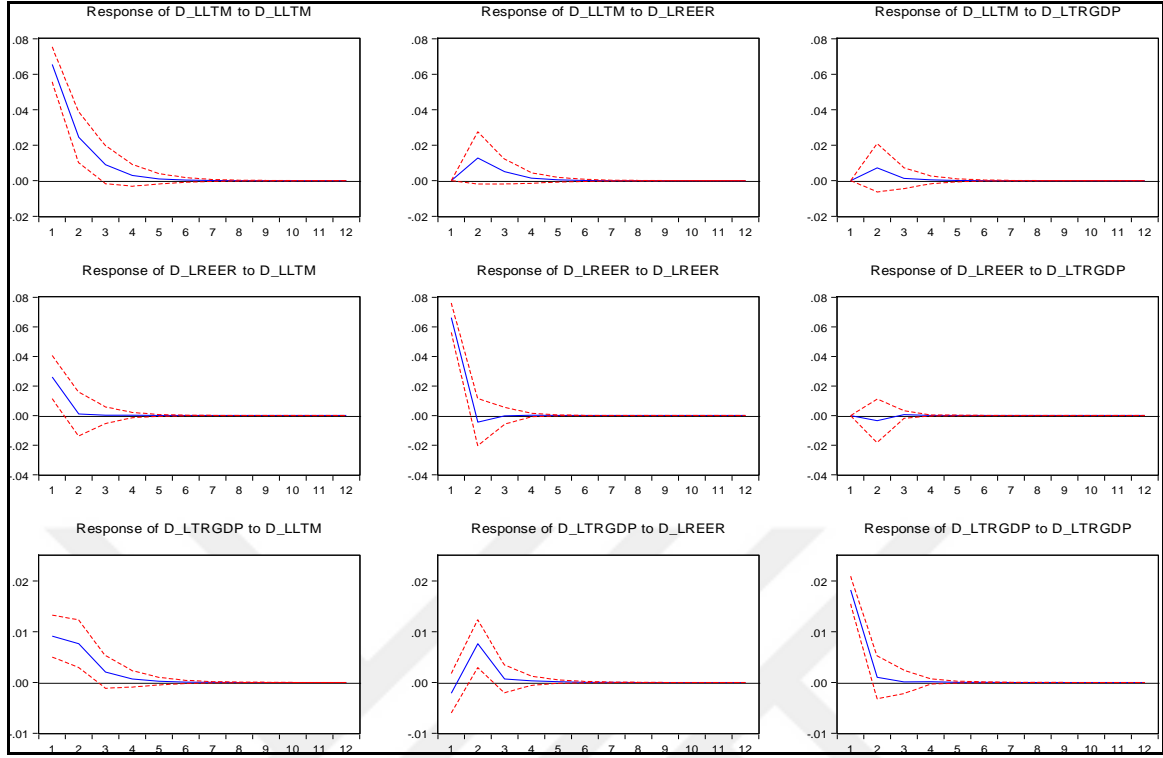 Response of D_LLTM to D_LLTM
Response of D_LLTM to D_LREER
Response of D_LLTM to D_LTRGDP
.08
.06
.04
.02
.00
-.02
1 2 3 4 5 6 7 8 9 10 11 12
.08
.06
.04
.02
.00
-.02
1 2 3 4 5 6 7 8 9 10 11 12
.08
.06
.04
.02
.00
-.02
1 2 3 4 5 6 7 8 9 10 11 12
Response of D_LREER to D_LLTM
Response of D_LREER to D_LREER
Response of D_LREER to D_LTRGDP
.08
.06
.04
.02
.00
-.02
-.04
1 2 3 4 5 6 7 8 9 10 11 12
.08
.06
.04
.02
.00
-.02
-.04
1 2 3 4 5 6 7 8 9 10 11 12
.08
.06
.04
.02
.00
-.02
-.04
1 2 3 4 5 6 7 8 9 10 11 12
Response of D_LTRGDP to D_LLTM
Response of D_LTRGDP to D_LREER
Response of D_LTRGDP to D_LTRGDP
.02
.01
.00
-.01
1 2 3 4 5 6 7 8 9 10 11 12
.02
.01
.00
-.01
1 2 3 4 5 6 7 8 9 10 11 12
.02
.01
.00
-.01
1 2 3 4 5 6 7 8 9 10 11 12